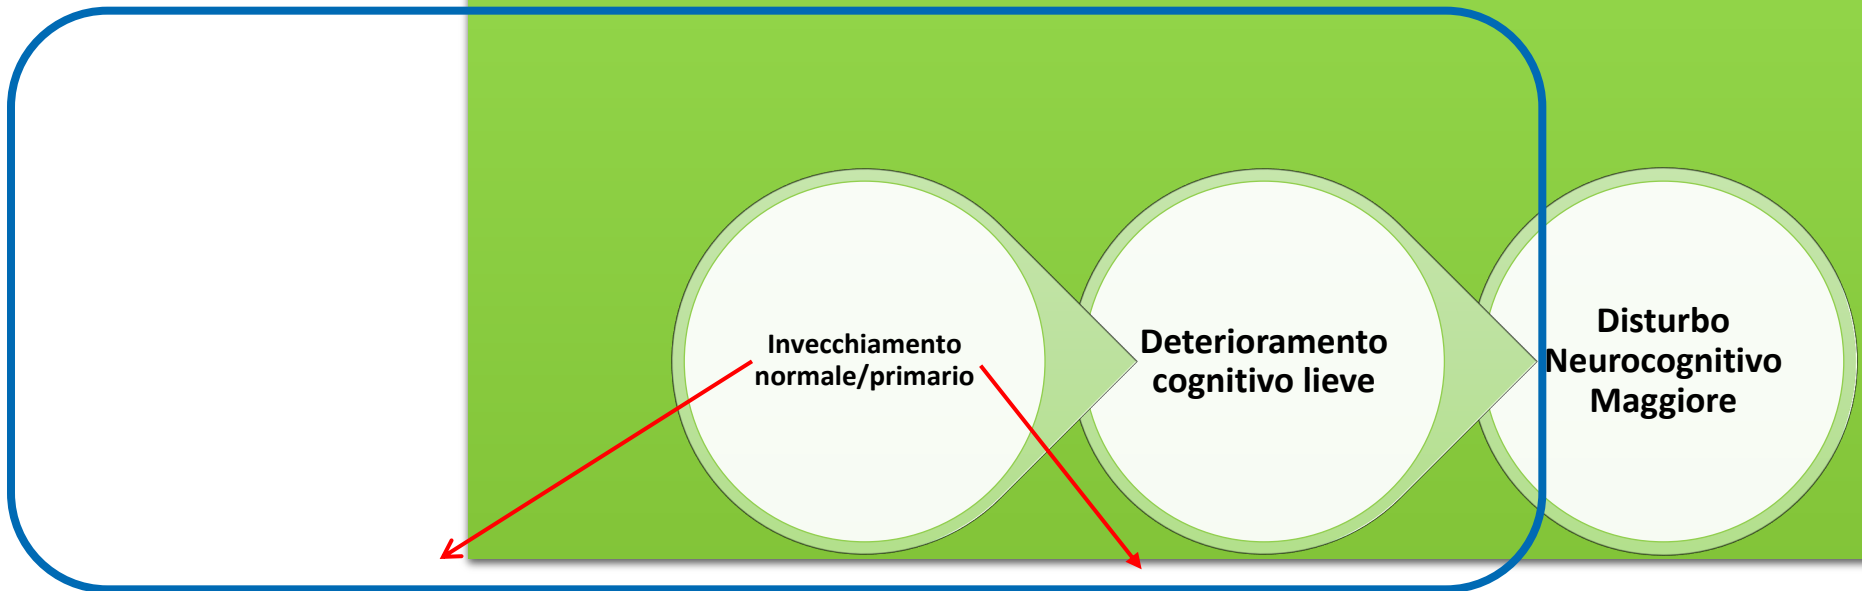 Invecchiamento
normale/primario
Deterioramento
cognitivo lieve
Disturbo
Neurocognitivo
Maggiore